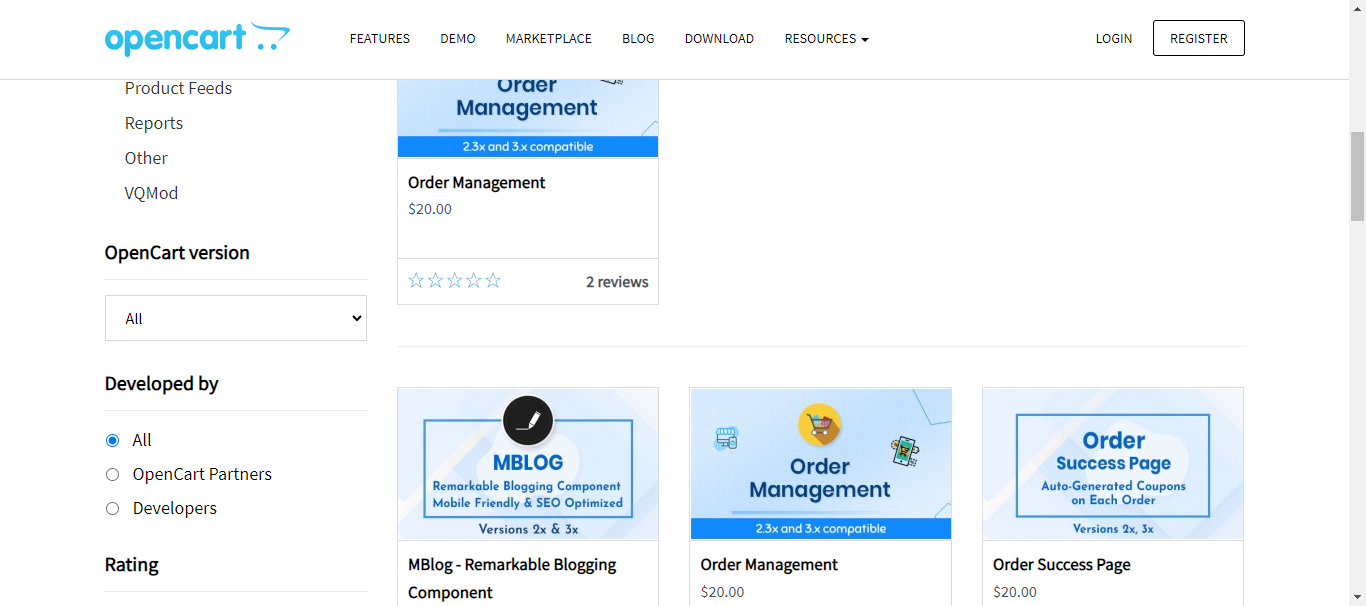 opencart
FEATURES
DEMO
MARKETPLACE
BLOG
DOWNLOAD
RESOURCES
LOGIN
REGISTER
Product Feeds
Reports
Other
VQMod
OpenCart version
All
Developed by
All
OpenCart Partners
Developers
Rating
Order
Management
2.3x and 3.x compatible
Order Management
$20.00
2 reviews
MBLOG
Remarkable Blogging Component
Mobile Friendly & SEO Optimized
Versions 2x & 3x
MBlog - Remarkable Blogging
Component
Order
Management
2.3x and 3.x compatible
Order Management
$20.00
Order
Success Page
Auto-Generated Coupons
on Each Order
Versions 2x, 3x
Order Success Page
$20.00